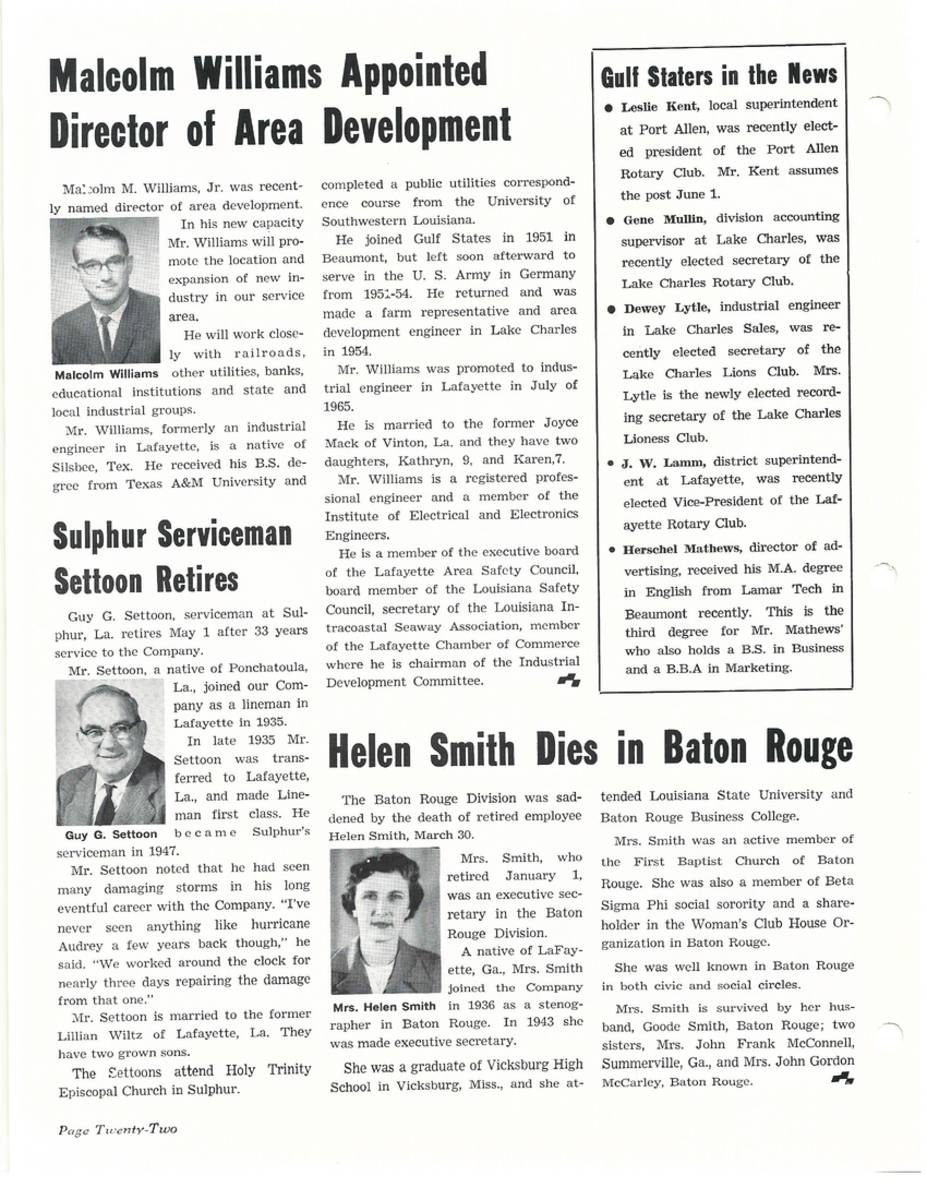 Malcolm Williams Appointed
Director of Area Development
Malcolm M. Williams, Jr. was recent-
ly named director of area development.
In his new capacity
Mr. Williams will pro-
mote the location and
expansion of new in-
dustry in our service
area.
He will work close-
ly with railroads,
Malcolm Williams
other utilities, banks,
educational institutions and state and
local industrial groups.
Mr. Williams, formerly an industrial
engineer in Lafayette, is a native of
Silsbee, Tex. He received his B.S. de-
gree from Texas A&M University and
completed a public utilities correspond-
ence course from the University of
Southwestern Louisiana.
He joined Gulf States in 1951 in
Beaumont, but left soon afterward to
serve in the U. S. Army in Germany
from 1951-54. He returned and was
made a farm representative and area
development engineer in Lake Charles
in 1954.
Mr. Williams was promoted to indus-
trial engineer in Lafayette in July of
1965.
He is married to the former Joyce
Mack of Vinton, La. and they have two
daughters, Kathryn, 9, and Karen,7.
Mr. Williams is a registered profes-
sional engineer and a member of the
Institute of Electrical and Electronics
Engineers.
He is a member of the executive board
of the Lafayette Area Safety Council,
board member of the Louisiana Safety
Council, secretary of the Louisiana In-
tracoastal Seaway Association, member
of the Lafayette Chamber of Commerce
where he is chairman of the Industrial
Development Committee.
Sulphur Serviceman
Settoon Retires
Guy G. Settoon, serviceman at Sul-
phur, La. retires May 1 after 33 years
service to the Company.
Mr. Settoon, a native of Ponchatoula,
La., joined our Com-
pany as a lineman in
Lafayette in 1935.
In late 1935 Mr.
Settoon was trans-
ferred to Lafayette,
La., and made Line-
man first class. He
Guy G. Settoon
became Sulphur's
serviceman in 1947.
Mr. Settoon noted that he had seen
many damaging storms in his long
eventful career with the Company. "I've
never seen anything like hurricane
Audrey a few years back though," he
said. "We worked around the clock for
nearly three days repairing the damage
from that one."
Mr. Settoon is married to the former
Lillian Wiltz of Lafayette, La. They
have two grown sons.
The Settoons attend Holy Trinity
Episcopal Church in Sulphur.
Gulf Staters in the News
● Leslie Kent, local superintendent
at Port Allen, was recently elect-
ed president of the Port Allen
Rotary Club. Mr. Kent assumes
the post June 1.
● Gene Mullin, division accounting
supervisor at Lake Charles, was
recently elected secretary of the
Lake Charles Rotary Club.
● Dewey Lytle, industrial engineer
in Lake Charles Sales, was re-
cently elected secretary of the
Lake Charles Lions Club. Mrs.
Lytle is the newly elected record-
ing secretary of the Lake Charles
Lioness Club.
● J. W. Lamm, district superintend-
ent at Lafayette, was recently
elected Vice-President of the Laf-
ayette Rotary Club.
● Herschel Mathews, director of ad-
vertising, received his M.A. degree
in English from Lamar Tech in
Beaumont recently. This is the
third degree for Mr. Mathews'
who also holds a B.S. in Business
and a B.B.A in Marketing.
Helen Smith Dies in Baton Rouge
The Baton Rouge Division was sad-
dened by the death of retired employee
Helen Smith, March 30.
Mrs. Smith, who
retired January 1,
was an executive sec-
retary in the Baton
Rouge Division.
A native of LaFay-
ette, Ga., Mrs. Smith
joined the Company
Mrs. Helen Smith
in 1936 as a stenog-
rapher in Baton Rouge. In 1943 she
was made executive secretary.
She was a graduate of Vicksburg High
School in Vicksburg, Miss., and she at-
tended Louisiana State University and
Baton Rouge Business College.
Mrs. Smith was an active member of
the First Baptist Church of Baton
Rouge. She was also a member of Beta
Sigma Phi social sorority and a share-
holder in the Woman's Club House Or-
ganization in Baton Rouge.
She was well known in Baton Rouge
in both civic and social circles.
Mrs. Smith is survived by her hus-
band, Goode Smith, Baton Rouge; two
sisters, Mrs. John Frank McConnell,
Summerville, Ga., and Mrs. John Gordon
McCarley, Baton Rouge.
Page Twenty-Two